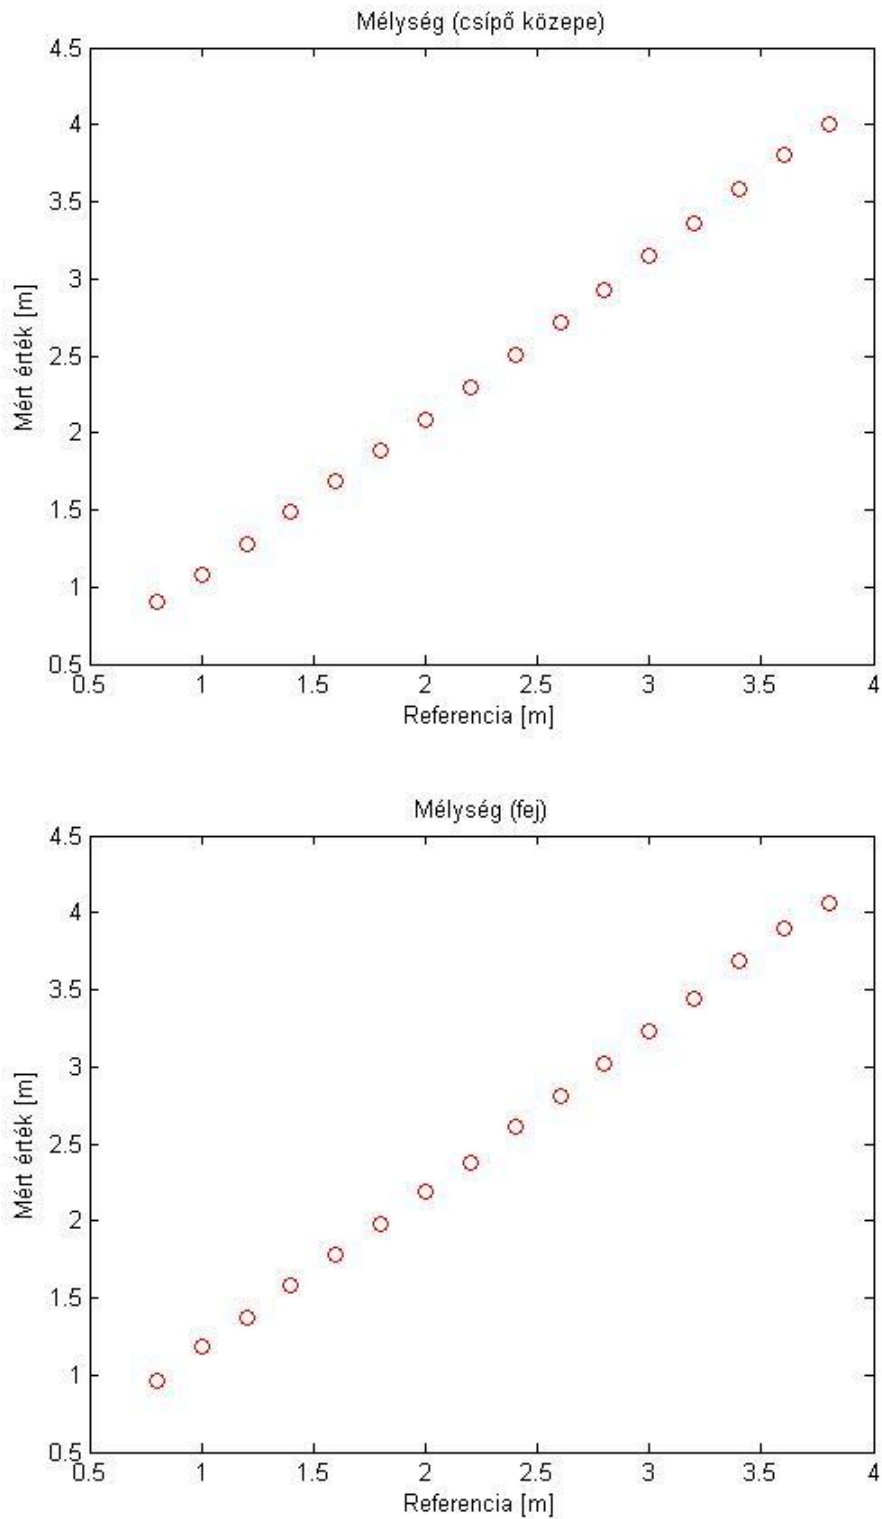 Mélység (csípő közepe)
4.5
4
3.5
3
2.5
2
1.5
1
0.5
Mért érték [m]
0.5 1 1.5 2 2.5 3 3.5 4
Referencia [m]
Mélység (fej)
4.5
4
3.5
3
2.5
2
1.5
1
0.5
Mért érték [m]
0.5 1 1.5 2 2.5 3 3.5 4
Referencia [m]